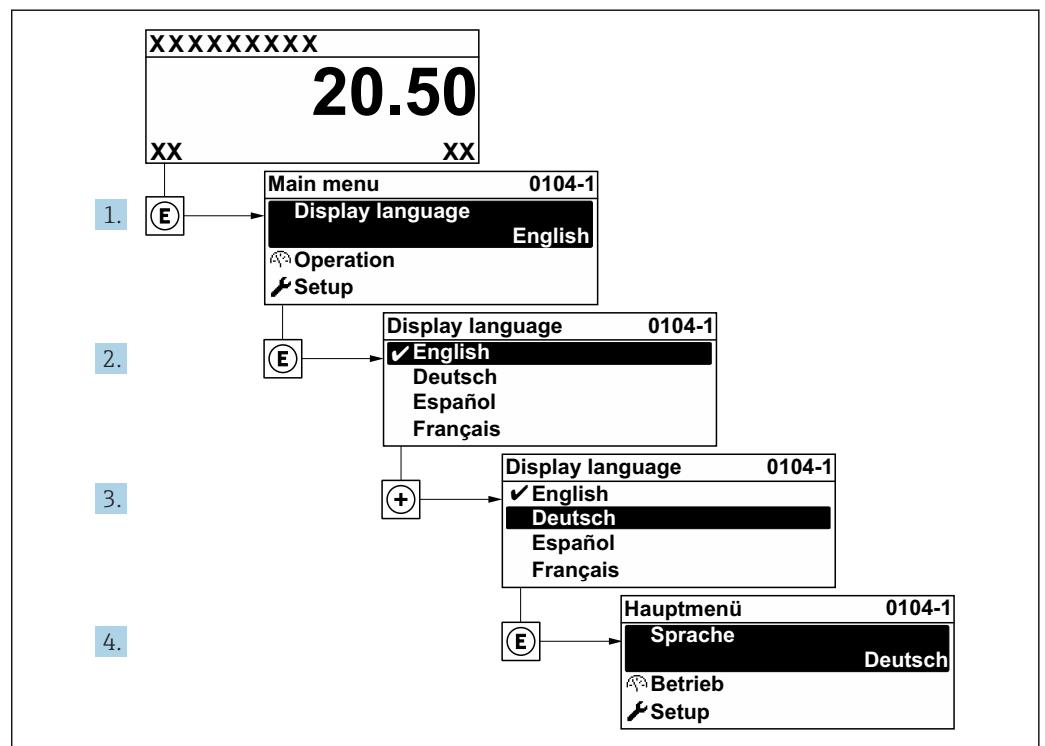 XXXXXXXXX
20.50
XX XX
1. E
Main menu 0104-1
Display language
English
Operation
Setup
2. E
Display language 0104-1
✔ English
Deutsch
Español
Français
3. +
Display language 0104-1
✔ English
Deutsch
Español
Français
4. E
Hauptmenü 0104-1
Sprache
Deutsch
Betrieb
Setup